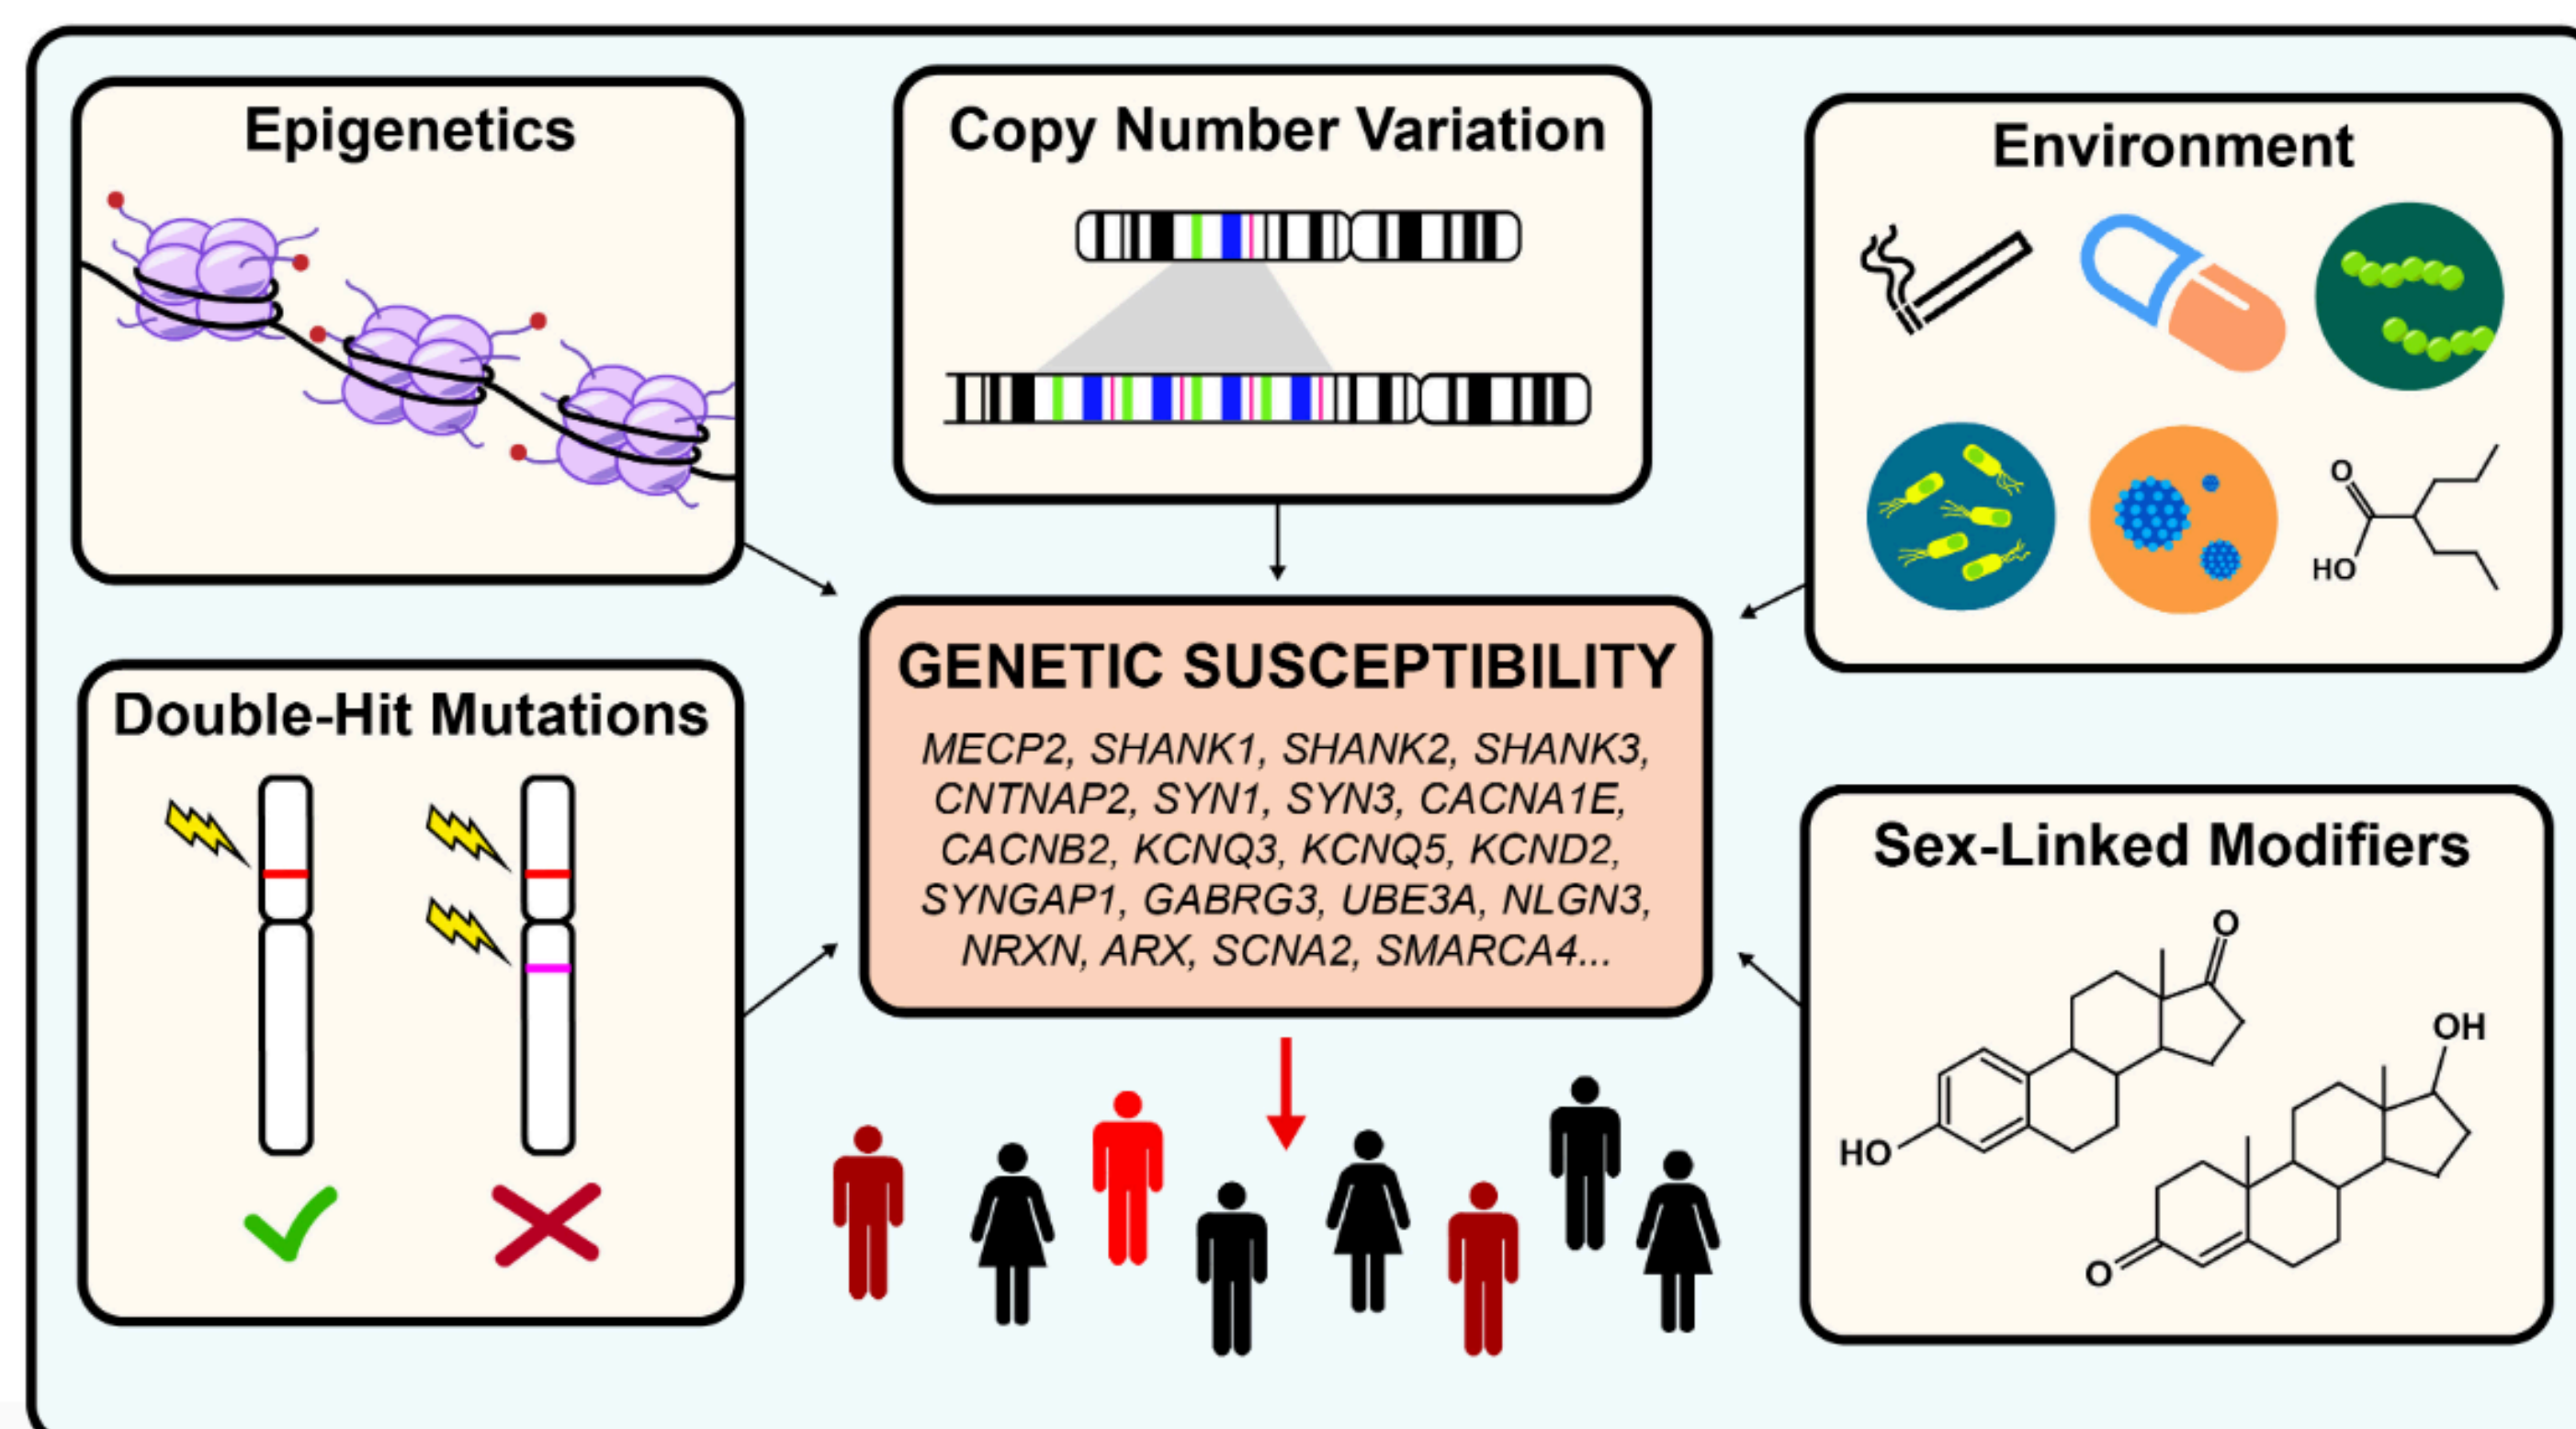 Epigenetics
Copy Number Variation
Environment
O
HO
GENETIC SUSCEPTIBILITY
MECP2, SHANK1, SHANK2, SHANK3,
CNTNAP2, SYN1, SYN3, CACNA1E,
CACNB2, KCNQ3, KCNQ5, KCND2,
SYNGAP1, GABRG3, UBE3A, NLGN3,
NRXN, ARX, SCNA2, SMARCA4...
Double-Hit Mutations
Sex-Linked Modifiers
O
OH
HO
O